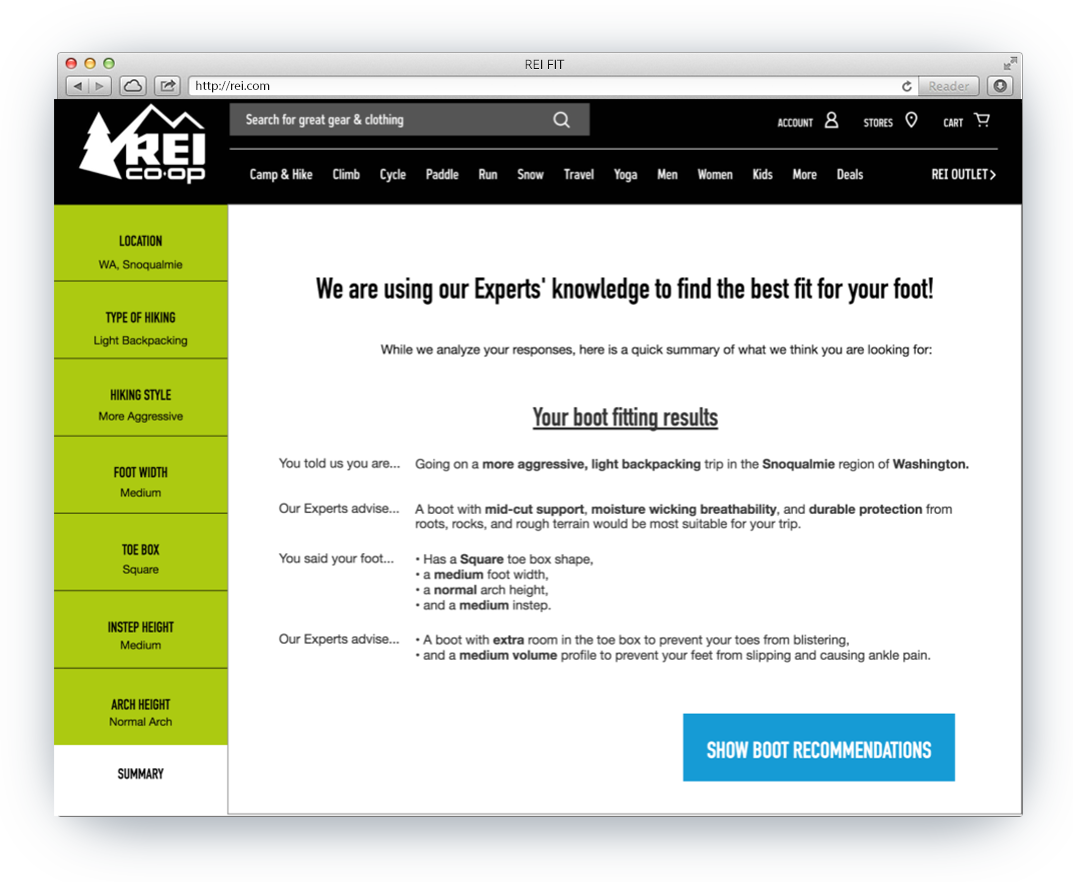 REI FIT
http://rei.com
Reader
REI
CO·OP
Search for great gear & clothing
ACCOUNT
STORES
CART
Camp & Hike Climb Cycle Paddle Run Snow Travel Yoga Men Women Kids More Deals
REI OUTLET
LOCATION
WA, Snoqualmie
TYPE OF HIKING
Light Backpacking
HIKING STYLE
More Aggressive
FOOT WIDTH
Medium
TOE BOX
Square
INSTEP HEIGHT
Medium
ARCH HEIGHT
Normal Arch
SUMMARY
We are using our Experts' knowledge to find the best fit for your foot!
While we analyze your responses, here is a quick summary of what we think you are looking for:
Your boot fitting results
You told us you are... Going on a more aggressive, light backpacking trip in the Snoqualmie region of Washington.
Our Experts advise... A boot with mid-cut support, moisture wicking breathability, and durable protection from
roots, rocks, and rough terrain would be most suitable for your trip.
You said your foot... • Has a Square toe box shape,
• a medium foot width,
• a normal arch height,
• and a medium instep.
Our Experts advise... • A boot with extra room in the toe box to prevent your toes from blistering,
• and a medium volume profile to prevent your feet from slipping and causing ankle pain.
SHOW BOOT RECOMMENDATIONS